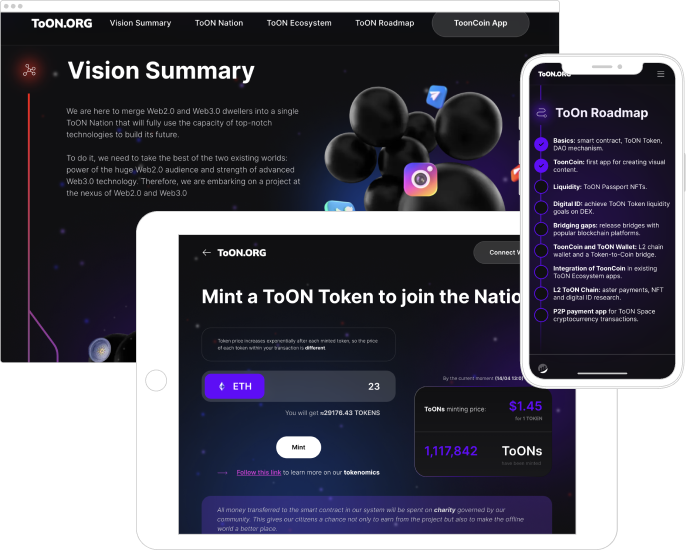 ToON.ORG
Vision Summary
ToON Nation
ToON Ecosystem
ToON Roadmap
ToonCoin App
Vision Summary
We are here to merge Web2.0 and Web3.0 dwellers into a single
ToON Nation that will fully use the capacity of top-notch
technologies to build its future.
To do it, we need to take the best of the two existing worlds:
power of the huge Web2.0 audience and strength of advanced
Web3.0 technology. Therefore, we are embarking on a project at
the nexus of Web2.0 and Web3.0
ToON.ORG
ToOn Roadmap
Basics: smart contract, ToON Token,
DAO mechanism.
ToonCoin: first app for creating visual
content.
Liquidity: ToON Passport NFTs.
Digital ID: achieve ToON Token liquidity
goals on DEX.
Bridging gaps: release bridges with
popular blockchain platforms.
ToonCoin and ToON Wallet: L2 chain
wallet and a Token-to-Coin bridge.
Integration of ToonCoin in existing
ToON Ecosystem apps.
L2 ToON Chain: aster payments, NFT
and digital ID research.
P2P payment app for ToON Space
cryptocurrency transactions.
ToON.ORG
Connect
Mint a ToON Token to join the Natio
Token price increases exponentially after each minted token, so the price
of each token within your transaction is different.
ETH
23
You will get ≈29176.43 TOKENS
Mint
Follow this link to learn more on our tokenomics
By the current moment
ToONs minting price:
$1.45
for 1 TOKEN
1,117,842
ToONs
have been minted
All money transferred to the smart contract in our system will be spent on charity governed by our
community. This gives our citizens a chance not only to earn from the project but also to make the offline
world a better place.